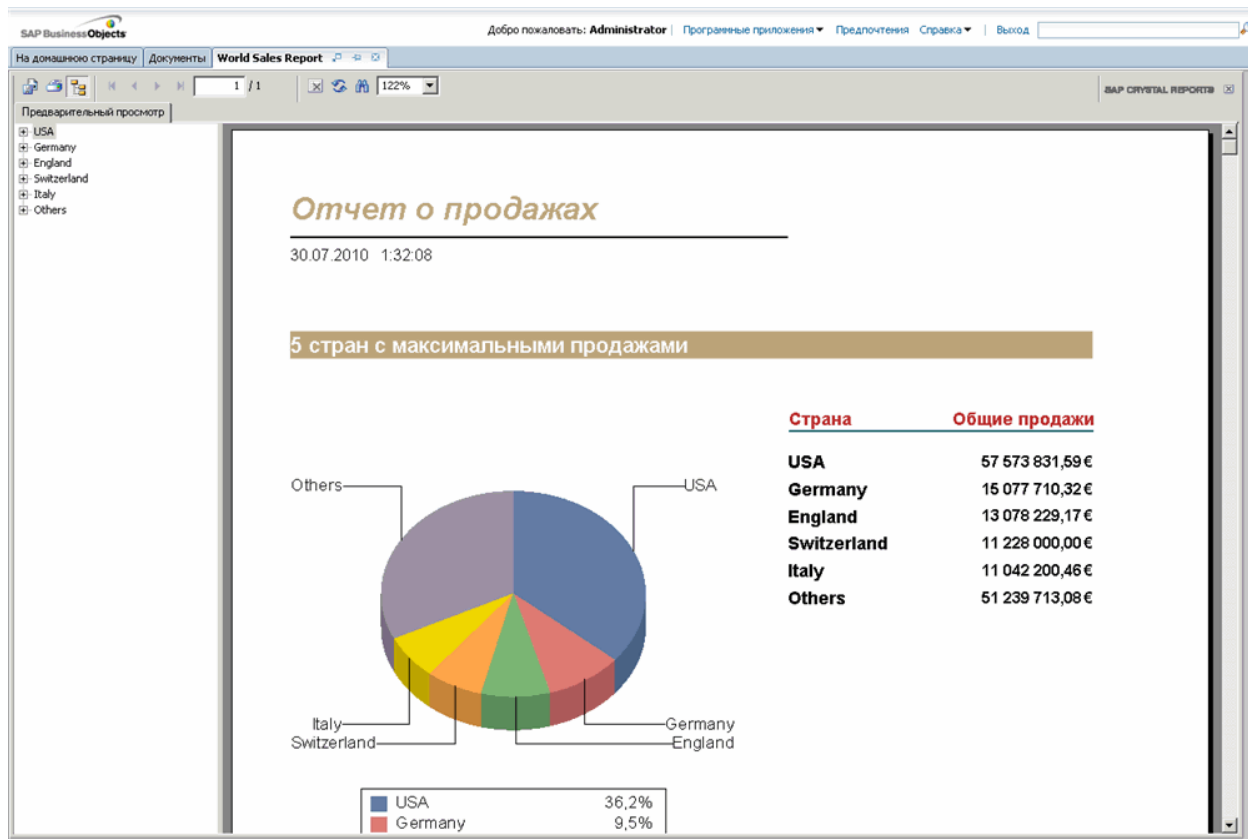 SAP BusinessObjects
Добро пожаловать: Administrator | Программные приложения Предпочтения Справка | Выход
На домашнюю страницу Документы World Sales Report
1 /1 122% SAP CRYSTAL REPORTS
Предварительный просмотр
USA
Germany
England
Switzerland
Italy
Others
Отчет о продажах
30.07.2010 1:32:08
5 стран с максимальными продажами
Страна Общие продажи
USA 57 573 831,59 €
Germany 15 077 710,32 €
England 13 078 229,17 €
Switzerland 11 228 000,00 €
Italy 11 042 200,46 €
Others 51 239 713,08 €
Others USA
Italy Germany
Switzerland England
USA 36,2%
Germany 9,5%